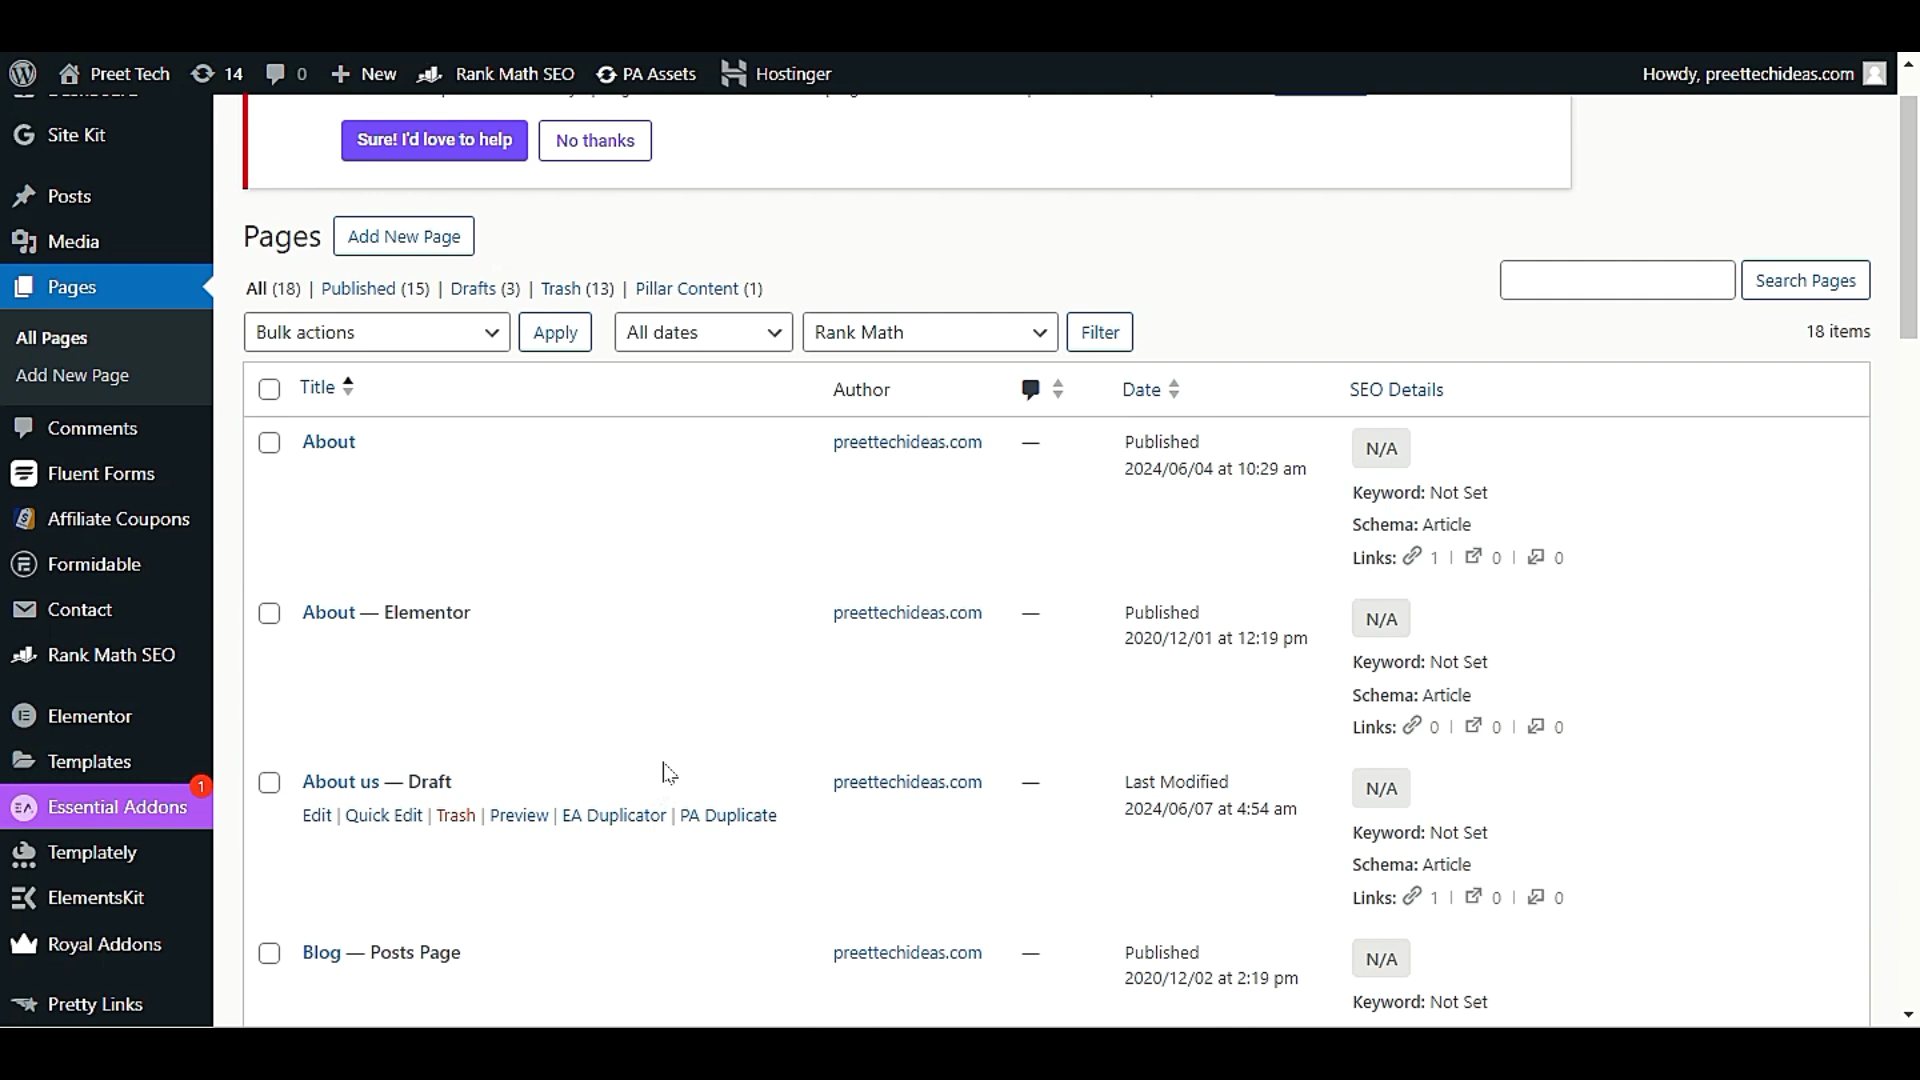 Preet Tech 14 0 New Rank Math SEO PA Assets Hostinger Howdy, preettechideas.com
Site Kit
Posts
Media
Pages
All Pages
Add New Page
Comments
Fluent Forms
Affiliate Coupons
Formidable
Contact
Rank Math SEO
Elementor
Templates
Essential Addons 1
Templately
ElementsKit
Royal Addons
Pretty Links
Sure! I'd love to help No thanks
Pages Add New Page
All (18) | Published (15) | Drafts (3) | Trash (13) | Pillar Content (1)
Search Pages
Bulk actions Apply All dates Rank Math Filter 18 items
Title Author Date SEO Details
About preettechideas.com — Published N/A
2024/06/04 at 10:29 am
Keyword: Not Set
Schema: Article
Links: 1 | 0 | 0
About — Elementor preettechideas.com — Published N/A
2020/12/01 at 12:19 pm
Keyword: Not Set
Schema: Article
Links: 0 | 0 | 0
About us — Draft preettechideas.com — Last Modified N/A
Edit | Quick Edit | Trash | Preview | EA Duplicator | PA Duplicate 2024/06/07 at 4:54 am
Keyword: Not Set
Schema: Article
Links: 1 | 0 | 0
Blog — Posts Page preettechideas.com — Published N/A
2020/12/02 at 2:19 pm
Keyword: Not Set